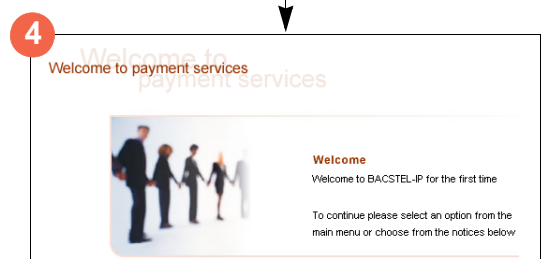 4
Welcome to
Welcome to payment services
payment services
Welcome
Welcome to BACSTEL-IP for the first time
To continue please select an option from the
main menu or choose from the notices below